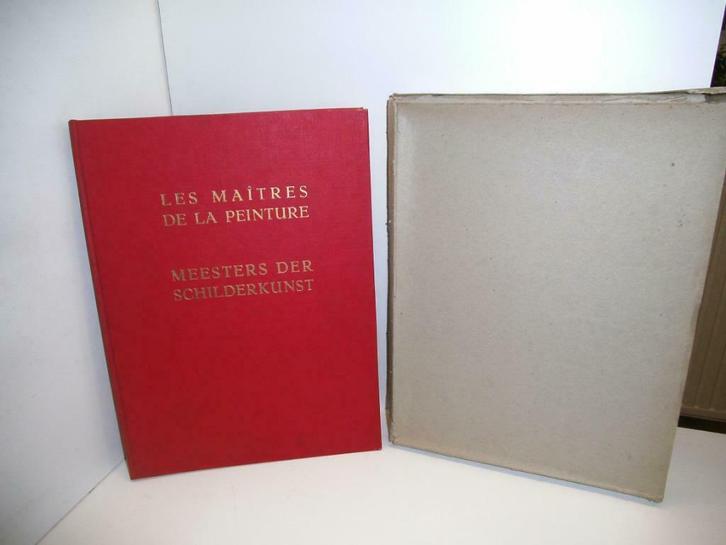 LES MAÎTRES
DE LA PEINTURE
MEESTERS DER
SCHILDERKUNST